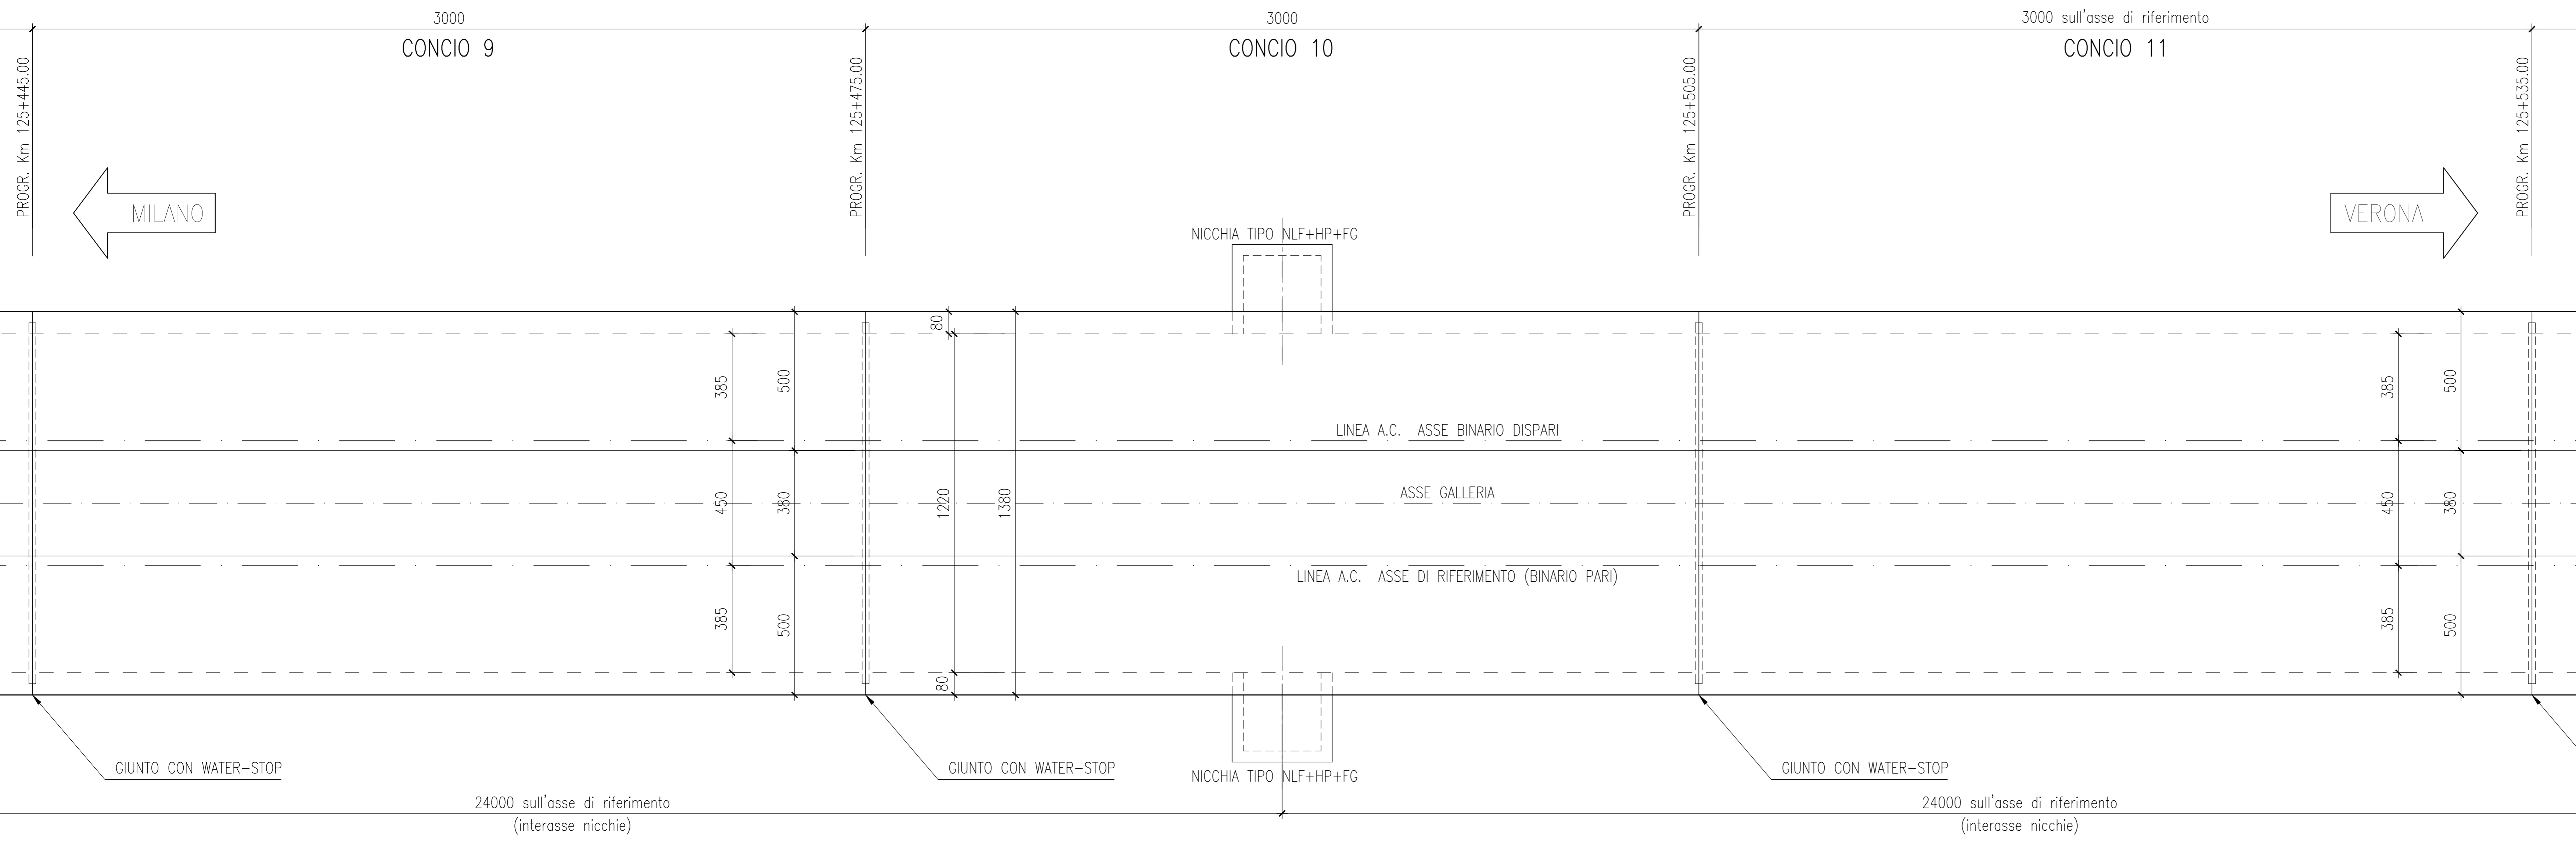 3000
3000
3000 sull'asse di riferimento
CONCIO 9
CONCIO 10
CONCIO 11
PROGR. Km 125+445.00
PROGR. Km 125+475.00
PROGR. Km 125+505.00
PROGR. Km 125+535.00
MILANO
VERONA
NICCHIA TIPO NLF+HP+FG
80
385
500
385
500
LINEA A.C. ASSE BINARIO DISPARI
450
380
1220
1380
ASSE GALLERIA
450
380
LINEA A.C. ASSE DI RIFERIMENTO (BINARIO PARI)
385
500
385
500
80
GIUNTO CON WATER-STOP
GIUNTO CON WATER-STOP
NICCHIA TIPO NLF+HP+FG
GIUNTO CON WATER-STOP
24000 sull'asse di riferimento
(interasse nicchie)
24000 sull'asse di riferimento
(interasse nicchie)